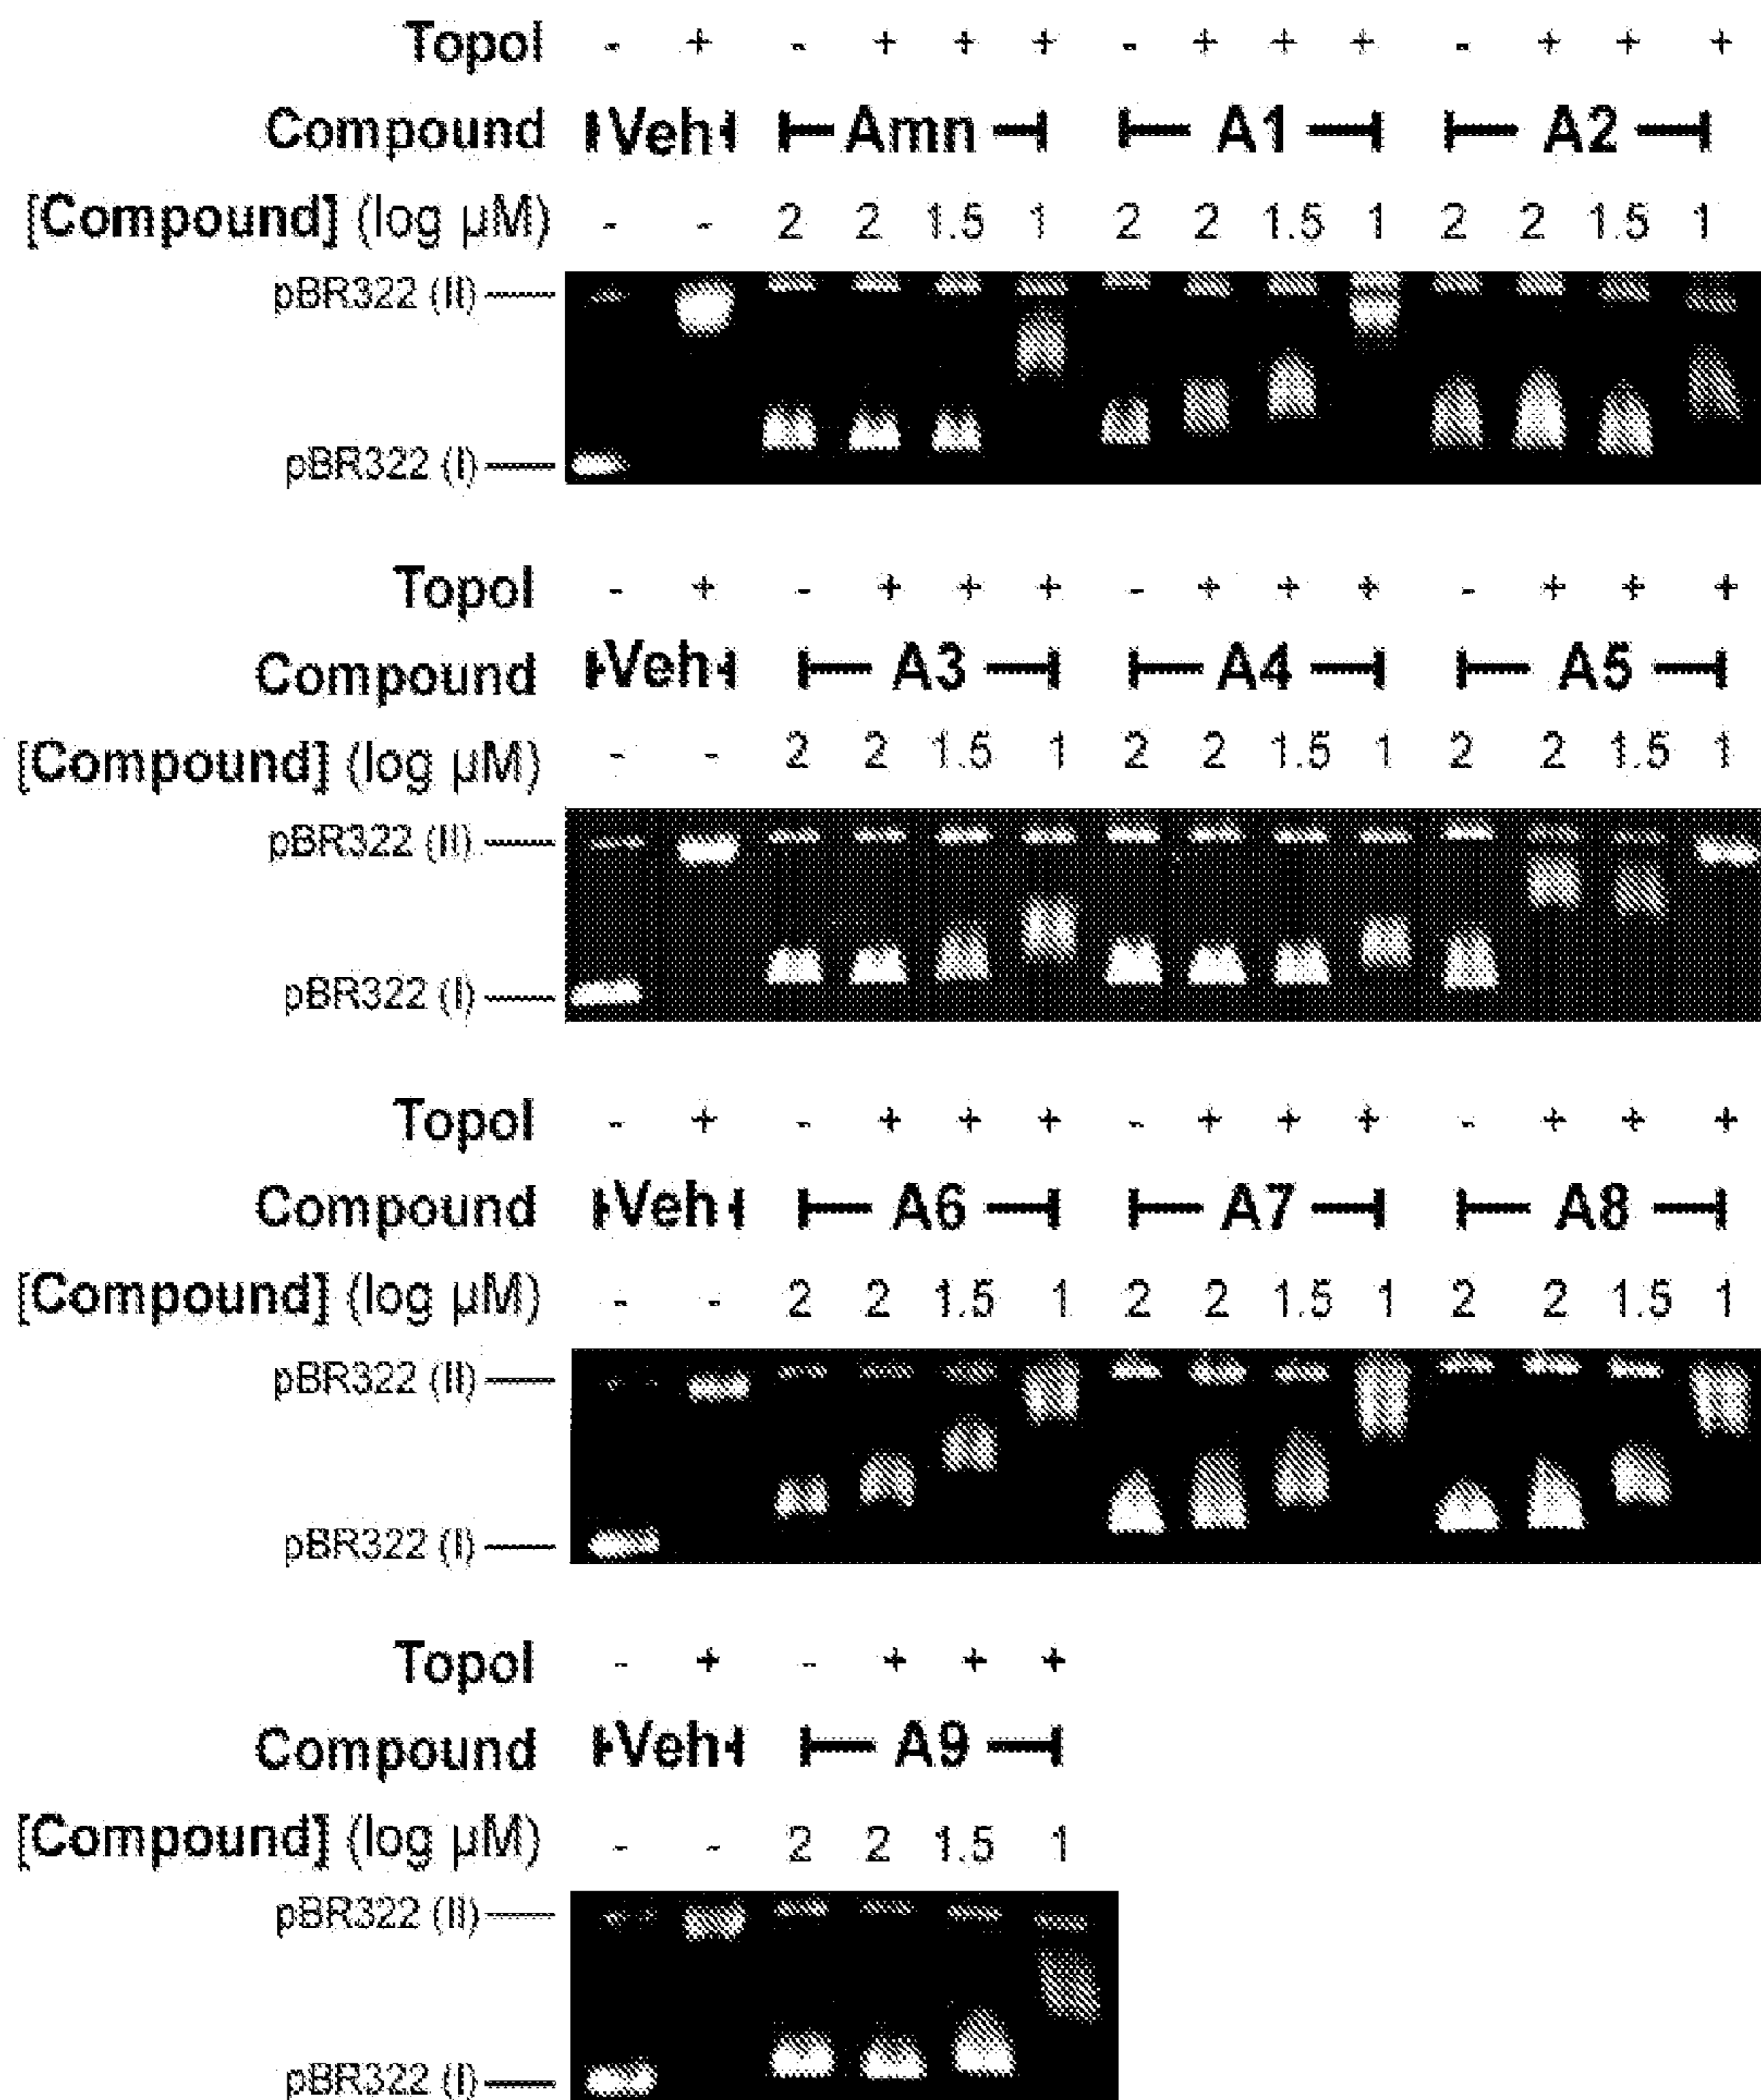 TopoI - + - + + + - + + + - + + +
Compound Veh Amn A1 A2
[Compound] (log µM) - - 2 2 1.5 1 2 2 1.5 1 2 2 1.5 1
pBR322 (II)
pBR322 (I)
TopoI - + - + + + - + + + - + + +
Compound Veh A3 A4 A5
[Compound] (log µM) - - 2 2 1.5 1 2 2 1.5 1 2 2 1.5 1
pBR322 (II)
pBR322 (I)
TopoI - + - + + + - + + + - + + +
Compound Veh A6 A7 A8
[Compound] (log µM) - - 2 2 1.5 1 2 2 1.5 1 2 2 1.5 1
pBR322 (II)
pBR322 (I)
TopoI - + - + + +
Compound Veh A9
[Compound] (log µM) - - 2 2 1.5 1
pBR322 (II)
pBR322 (I)